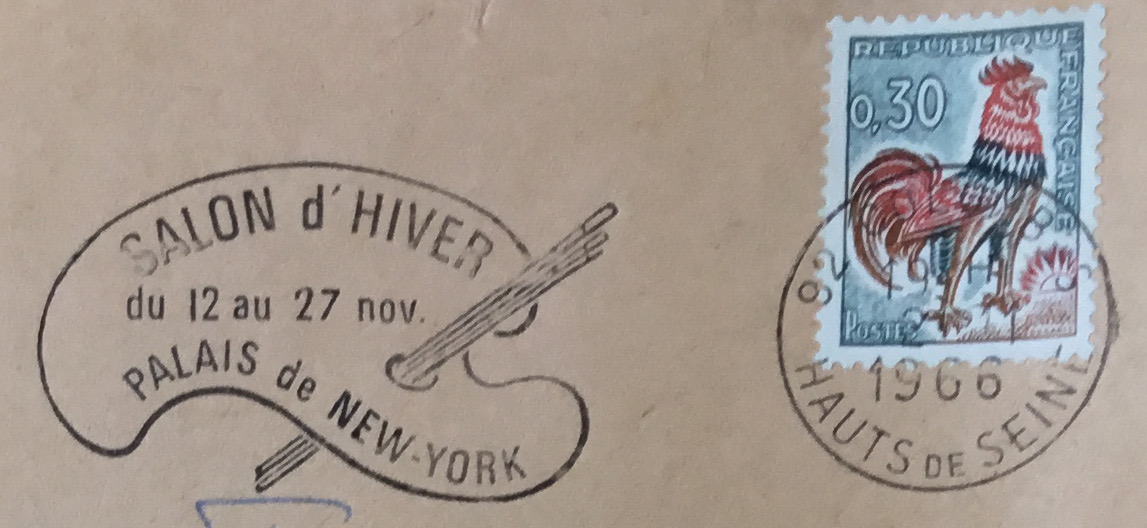 SALON d'HIVER
du 12 au 27 nov.
PALAIS de NEW-YORK
REPUBLIQUE FRANÇAISE
0,30
POSTES
92
1966
HAUTS DE SEINE